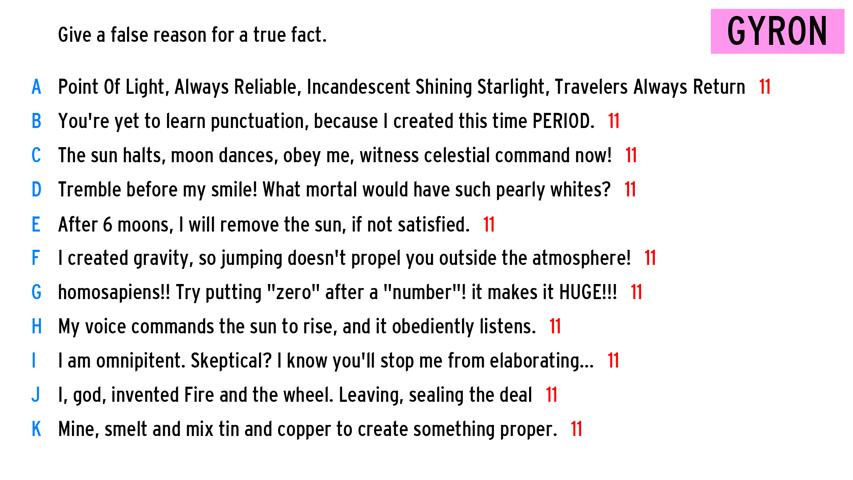 Give a false reason for a true fact.
GYRON
A Point Of Light, Always Reliable, Incandescent Shining Starlight, Travelers Always Return 11
B You're yet to learn punctuation, because I created this time PERIOD. 11
C The sun halts, moon dances, obey me, witness celestial command now! 11
D Tremble before my smile! What mortal would have such pearly whites? 11
E After 6 moons, I will remove the sun, if not satisfied. 11
F I created gravity, so jumping doesn't propel you outside the atmosphere! 11
G homosapiens!! Try putting "zero" after a "number"! it makes it HUGE!!! 11
H My voice commands the sun to rise, and it obediently listens. 11
I I am omnipitent. Skeptical? I know you'll stop me from elaborating... 11
J I, god, invented Fire and the wheel. Leaving, sealing the deal 11
K Mine, smelt and mix tin and copper to create something proper. 11